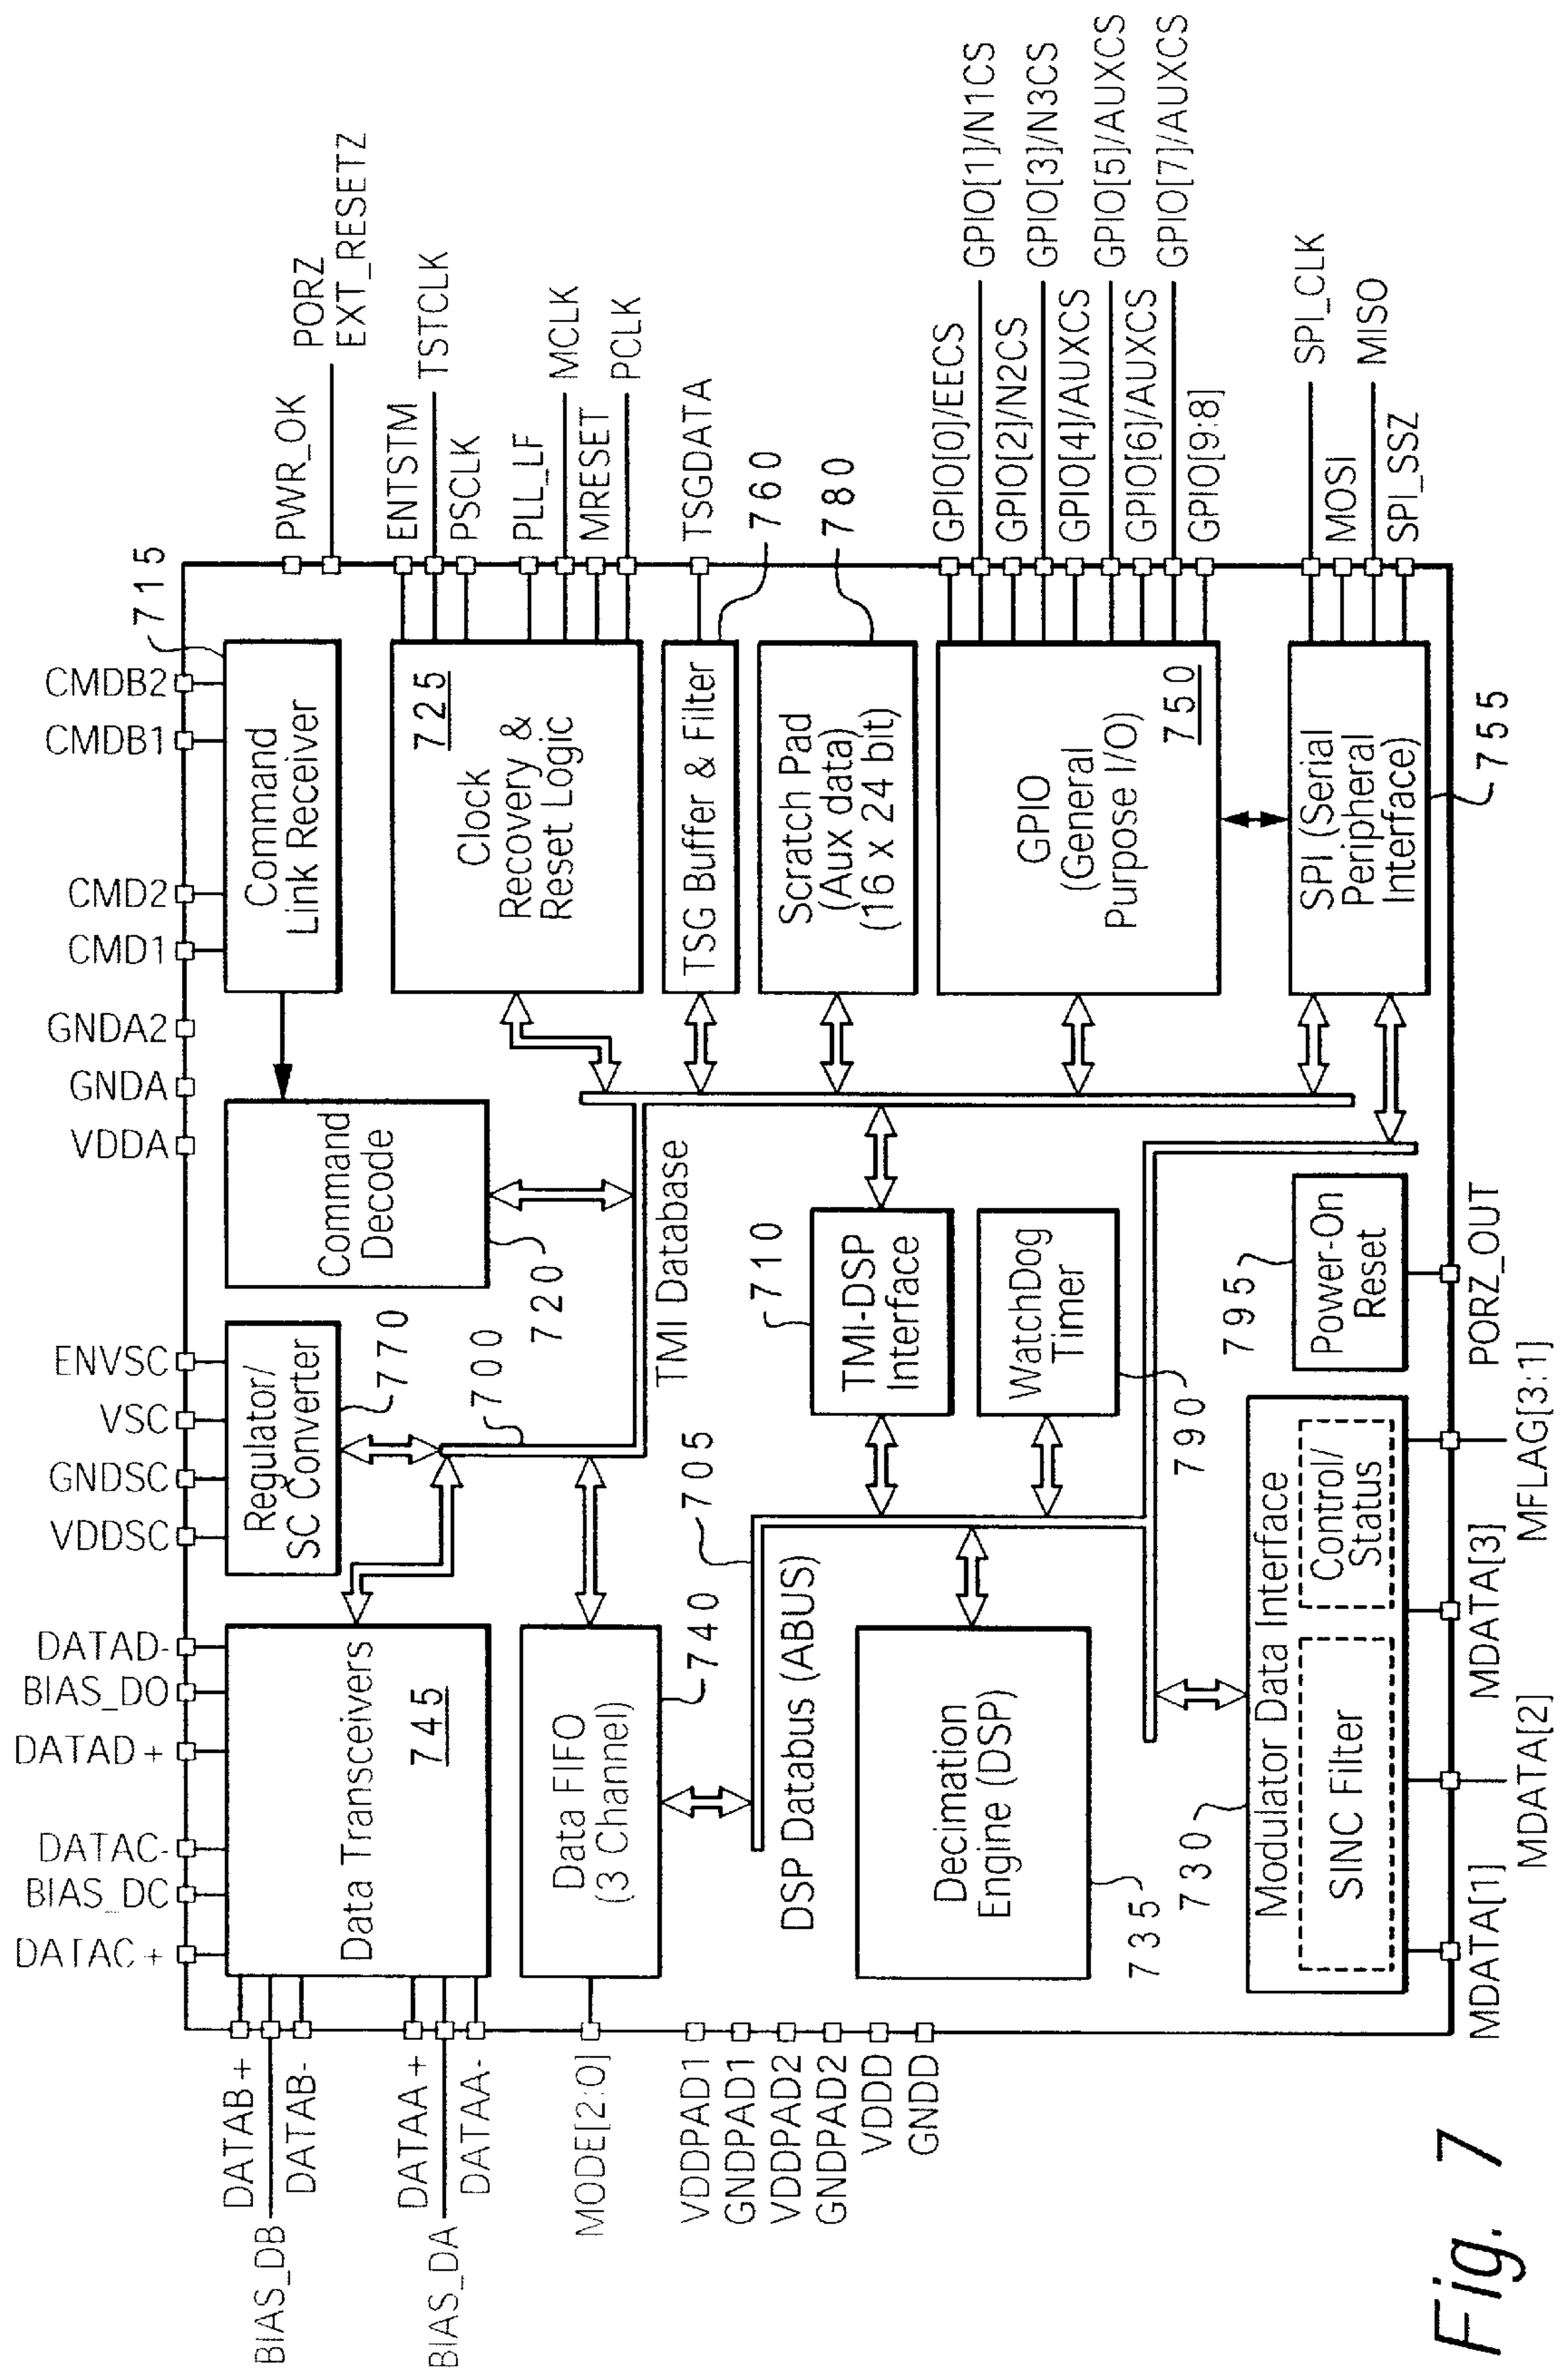 CMDB2
CMDB1
CMD2
CMD1
GNDA2
GNDA
VDDA
ENVSC
VSC
GNDSC
VDDSC
DATAD-
BIAS_DO
DATAD+
DATAC-
BIAS_DC
DATAC+
DATAB+
BIAS_DB
DATAB-
DATAA+
BIAS_DA
DATAA-
MODE[2:0]
VDDPAD1
GNDPAD1
VDDPAD2
GNDPAD2
VDDD
GNDD
PWR_OK
PORZ
EXT_RESETZ
ENTSTM
TSTCLK
PSCLK
PLL_LF
MCLK
MRESET
PCLK
TSGDATA
GPIO[0]/EECS
GPIO[1]/N1CS
GPIO[2]/N2CS
GPIO[3]/N3CS
GPIO[4]/AUXCS
GPIO[5]/AUXCS
GPIO[6]/AUXCS
GPIO[7]/AUXCS
GPIO[9:8]
SPI_CLK
MOSI
MISO
SPI_SSZ
MDATA[1]
MDATA[2]
MDATA[3]
MFLAG[3:1]
PORZ_OUT
Data Transceivers
745
Regulator/
SC Converter
770
Command
Decode
720
Command
Link Receiver
715
Clock
Recovery &
Reset Logic
725
TSG Buffer & Filter
760
Scratch Pad
(Aux data)
(16 x 24 bit)
780
GPIO
(General
Purpose I/O)
750
SPI (Serial
Peripheral
Interface)
755
700
TMI Database
Data FIFO
(3 Channel)
740
705
DSP Databus (ABUS)
TMI-DSP
Interface
710
WatchDog
Timer
790
Decimation
Engine (DSP)
735
Modulator Data Interface
SINC Filter
Control/
Status
730
Power-On
Reset
795
Fig. 7